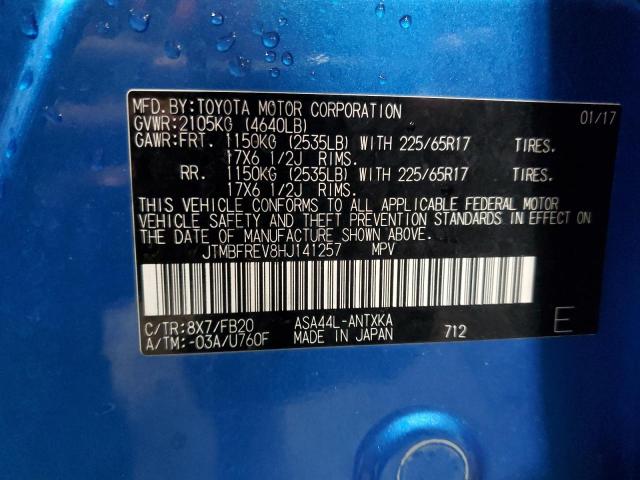 MFD. BY: TOYOTA MOTOR CORPORATION 01/17
GVWR: 2105KG (4640LB)
GAWR: FRT. 1150KG (2535LB) WITH 225/65R17 TIRES.
17X6 1/2J RIMS.
RR. 1150KG (2535LB) WITH 225/65R17 TIRES.
17X6 1/2J RIMS.
THIS VEHICLE CONFORMS TO ALL APPLICABLE FEDERAL MOTOR
VEHICLE SAFETY AND THEFT PREVENTION STANDARDS IN EFFECT ON
THE DATE OF MANUFACTURE SHOWN ABOVE.
JTMBFREV8HJ141257 MPV
C/TR: 8X7/FB20 ASA44L-ANTXKA
A/TM: -03A/U760F MADE IN JAPAN 712 E